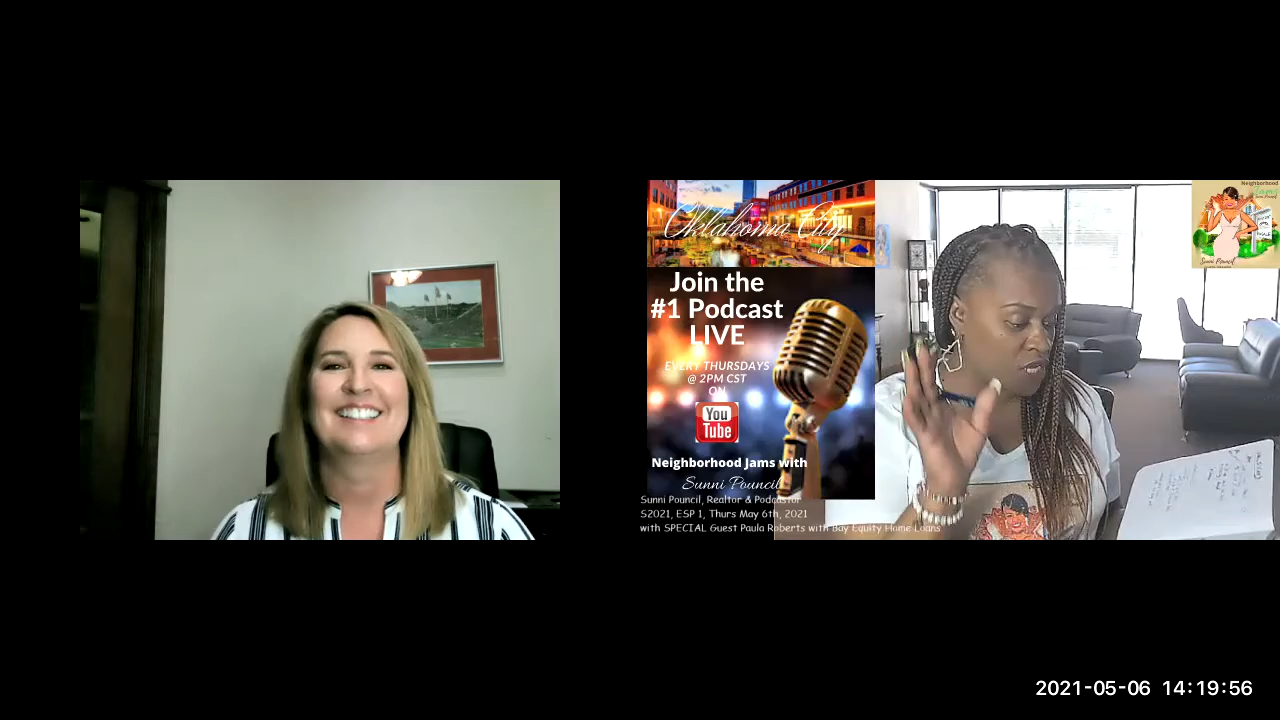 Oklahoma City
Join the
#1 Podcast
LIVE
EVERY THURSDAYS
@ 2PM CST
ON
You
Tube
Neighborhood Jams with
Sunni Pouncil
Sunni Pouncil, Realtor & Podcastor
S2021, ESP 1, Thurs May 6th, 2021
with SPECIAL Guest Paula Roberts with Bay Equity Home Loans
Neighborhood
Sunni Pouncil
2021-05-06 14:19:56